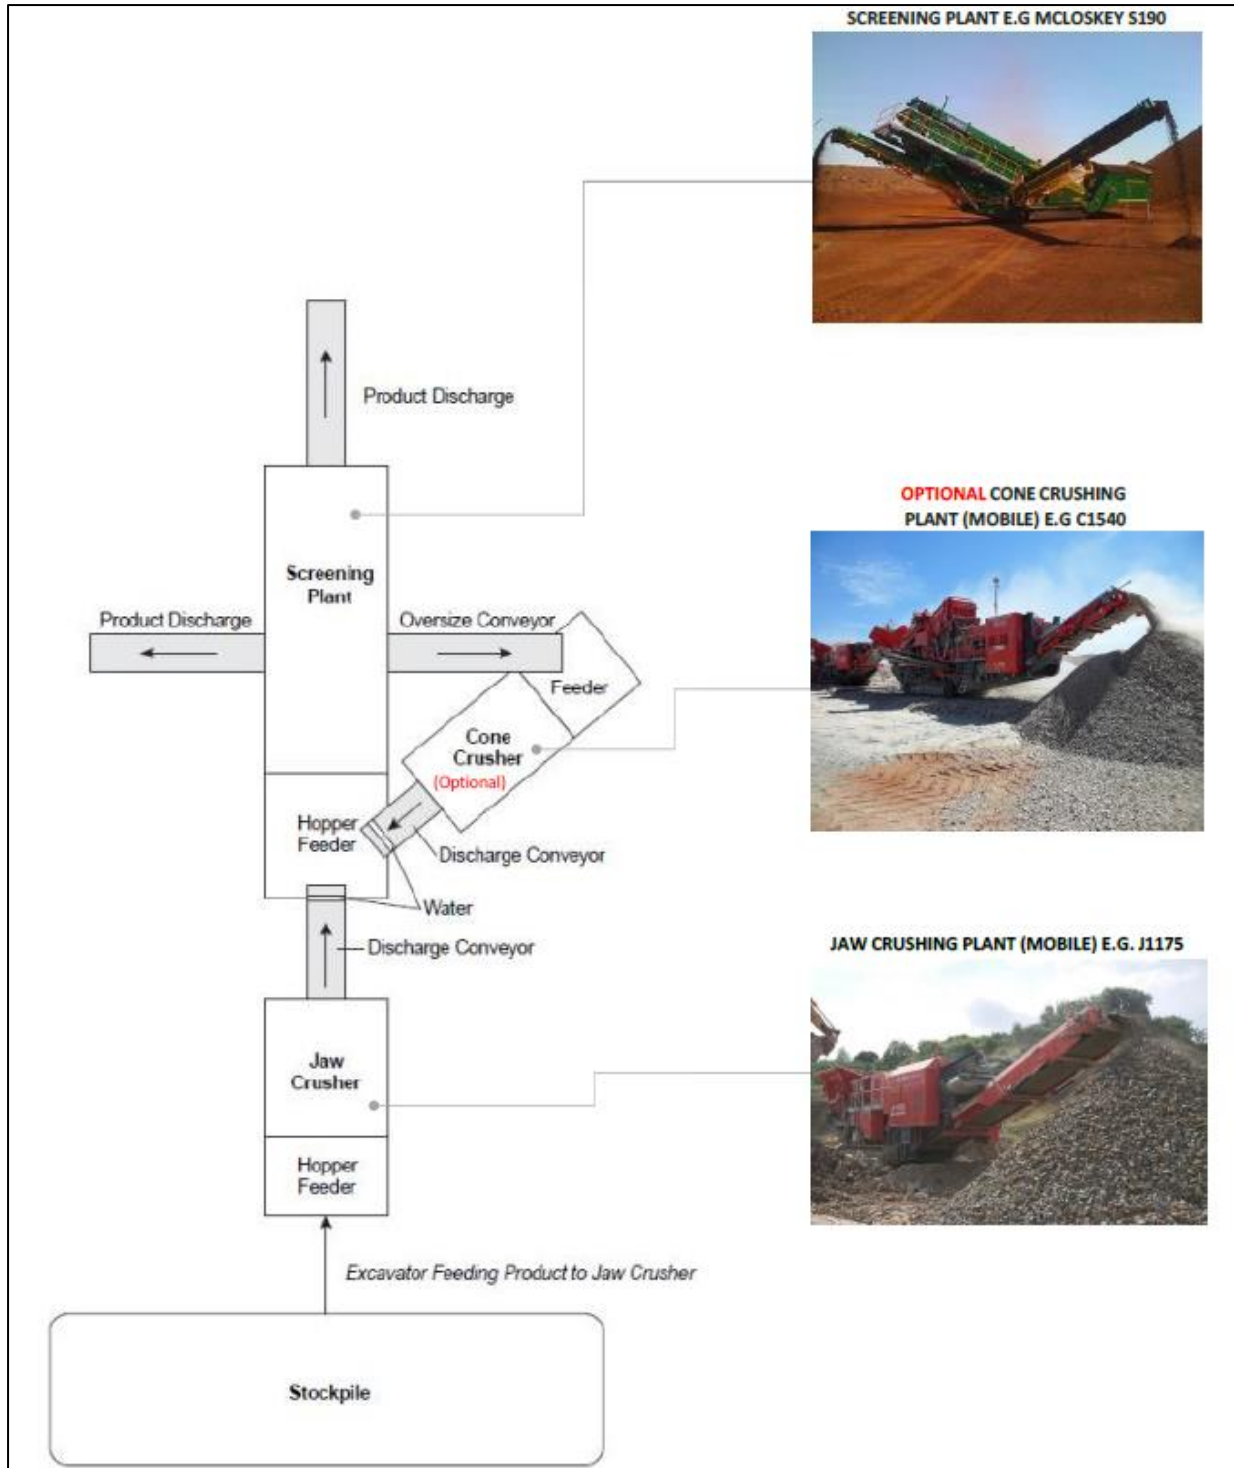 SCREENING PLANT E.G MCLOSKEY S190
Product Discharge
Screening
Plant
Product Discharge
Oversize Conveyor
Feeder
OPTIONAL CONE CRUSHING
PLANT (MOBILE) E.G C1540
Cone
Crusher
(Optional)
Hopper
Feeder
Discharge Conveyor
Water
Discharge Conveyor
JAW CRUSHING PLANT (MOBILE) E.G. J1175
Jaw
Crusher
Hopper
Feeder
Excavator Feeding Product to Jaw Crusher
Stockpile